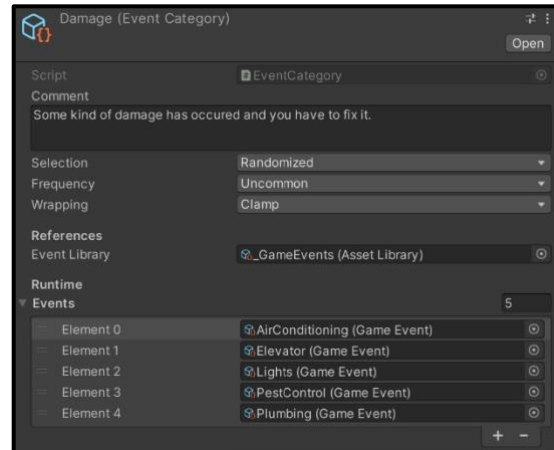 Damage (Event Category)
Open
Script EventCategory
Comment
Some kind of damage has occured and you have to fix it.
Selection Randomized
Frequency Uncommon
Wrapping Clamp
References
Event Library _GameEvents (Asset Library)
Runtime
Events 5
Element 0 AirConditioning (Game Event)
Element 1 Elevator (Game Event)
Element 2 Lights (Game Event)
Element 3 PestControl (Game Event)
Element 4 Plumbing (Game Event)
+ −